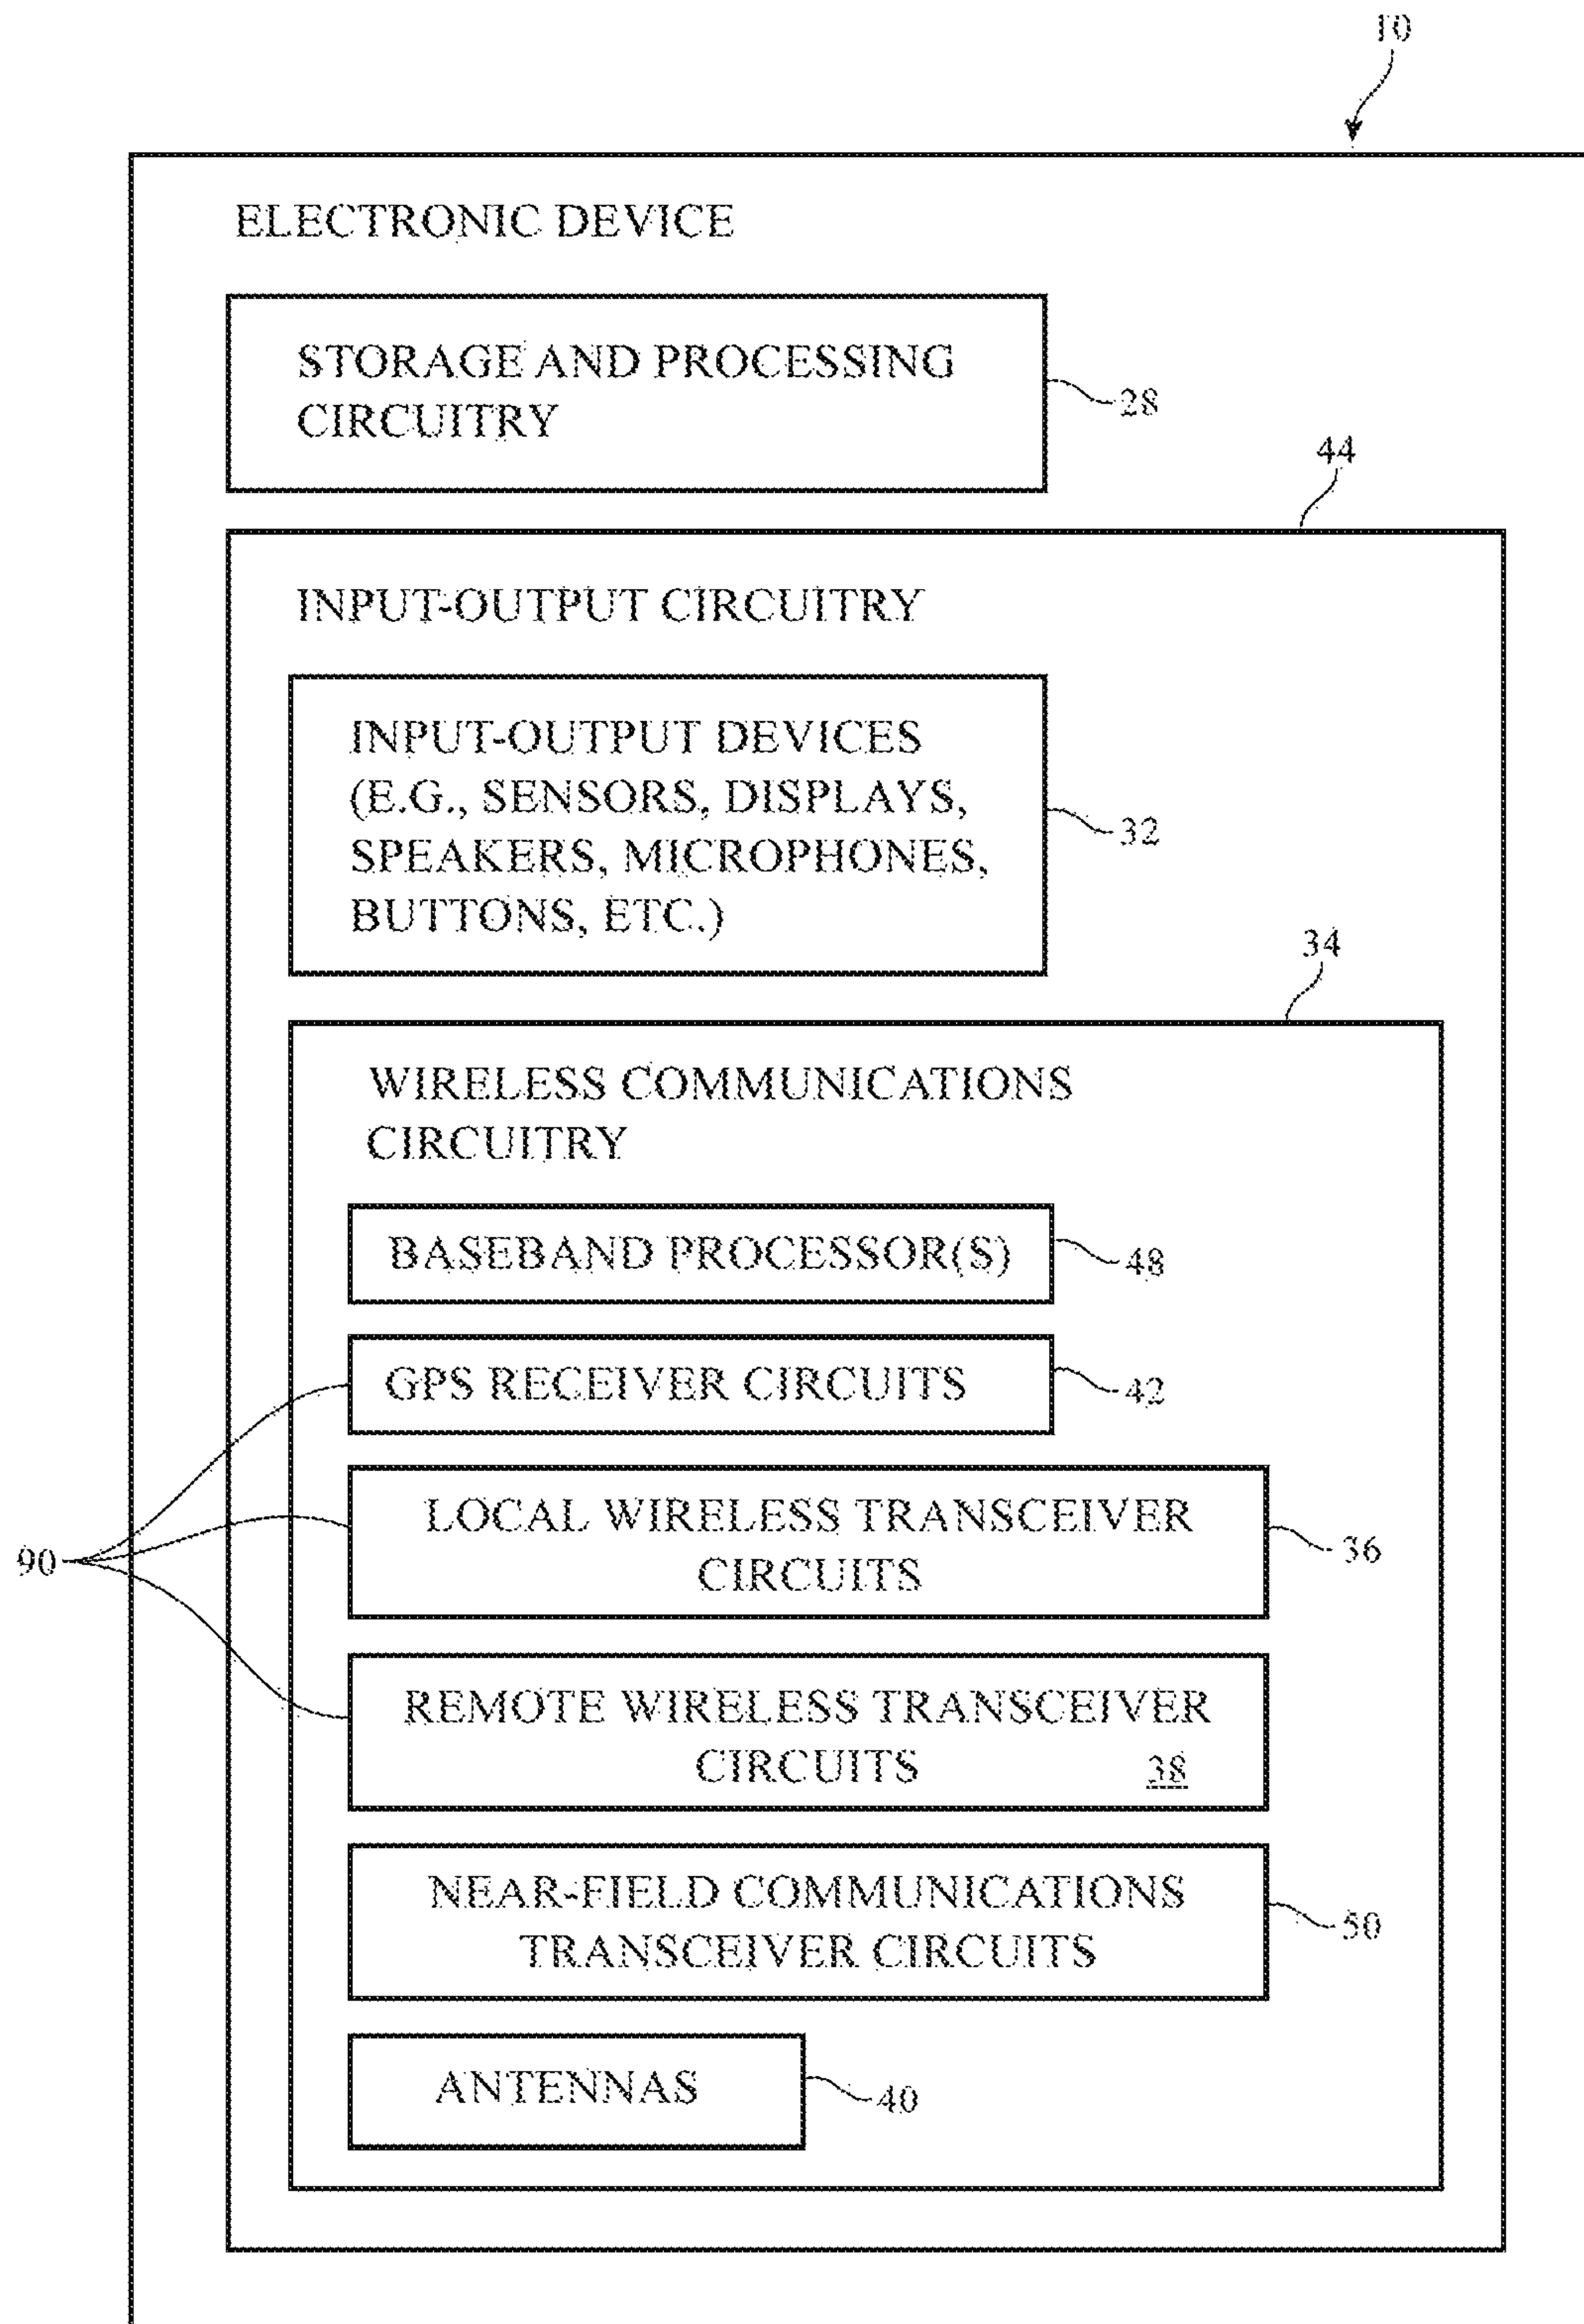 10
ELECTRONIC DEVICE
STORAGE AND PROCESSING
CIRCUITRY
28
44
INPUT-OUTPUT CIRCUITRY
INPUT-OUTPUT DEVICES
(E.G., SENSORS, DISPLAYS,
SPEAKERS, MICROPHONES,
BUTTONS, ETC.)
32
34
WIRELESS COMMUNICATIONS
CIRCUITRY
BASEBAND PROCESSOR(S)
48
GPS RECEIVER CIRCUITS
42
LOCAL WIRELESS TRANSCEIVER
CIRCUITS
36
90
REMOTE WIRELESS TRANSCEIVER
CIRCUITS 38
NEAR-FIELD COMMUNICATIONS
TRANSCEIVER CIRCUITS
50
ANTENNAS
40